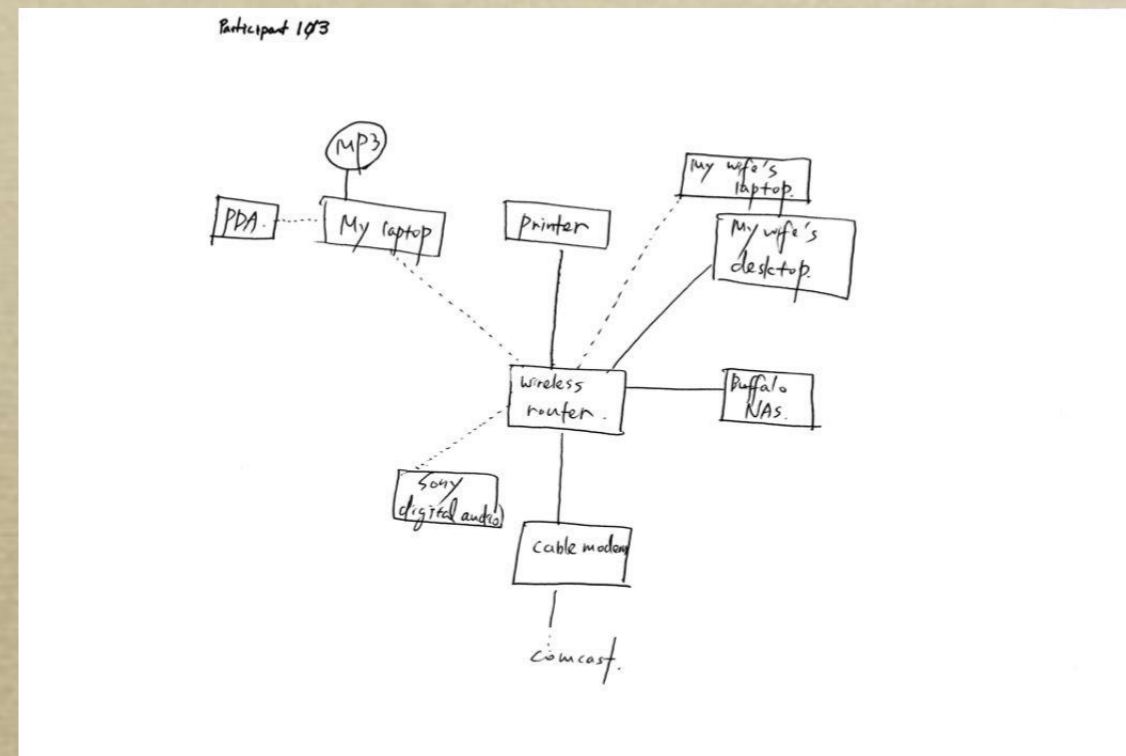 Participant 1Ø3
MP3
PDA.
My laptop
Printer
My wife's
laptop.
My wife's
desktop.
wireless
router.
Buffalo
NAS.
Sony
digital audio
Cable modem
comcast.